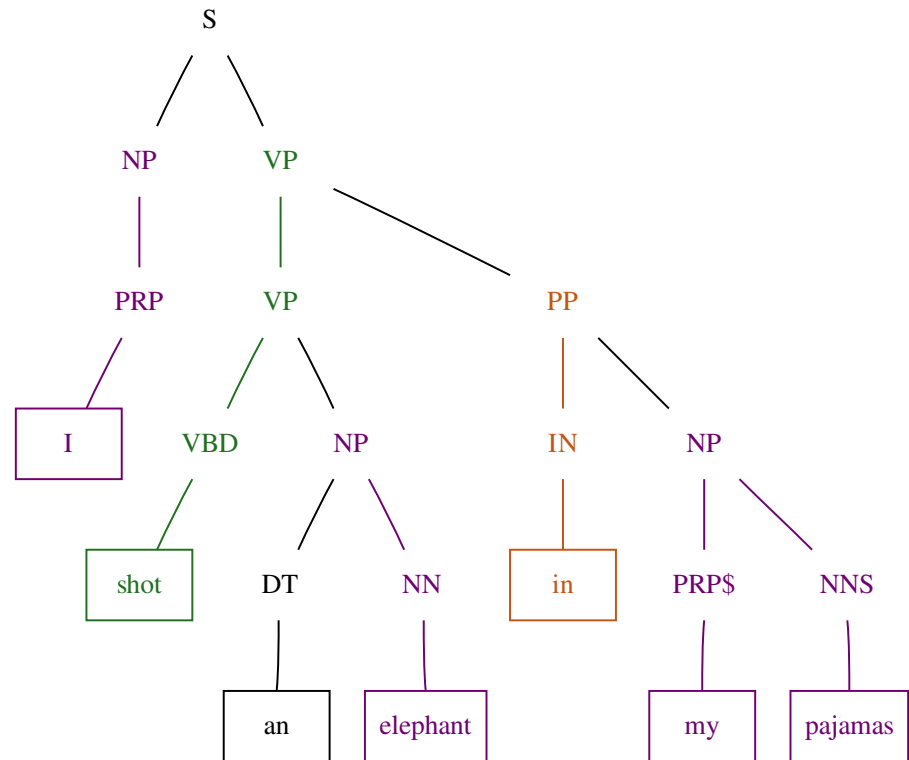 S
NP VP
PRP VP PP
I VBD NP IN NP
shot DT NN in PRP$ NNS
an elephant my pajamas